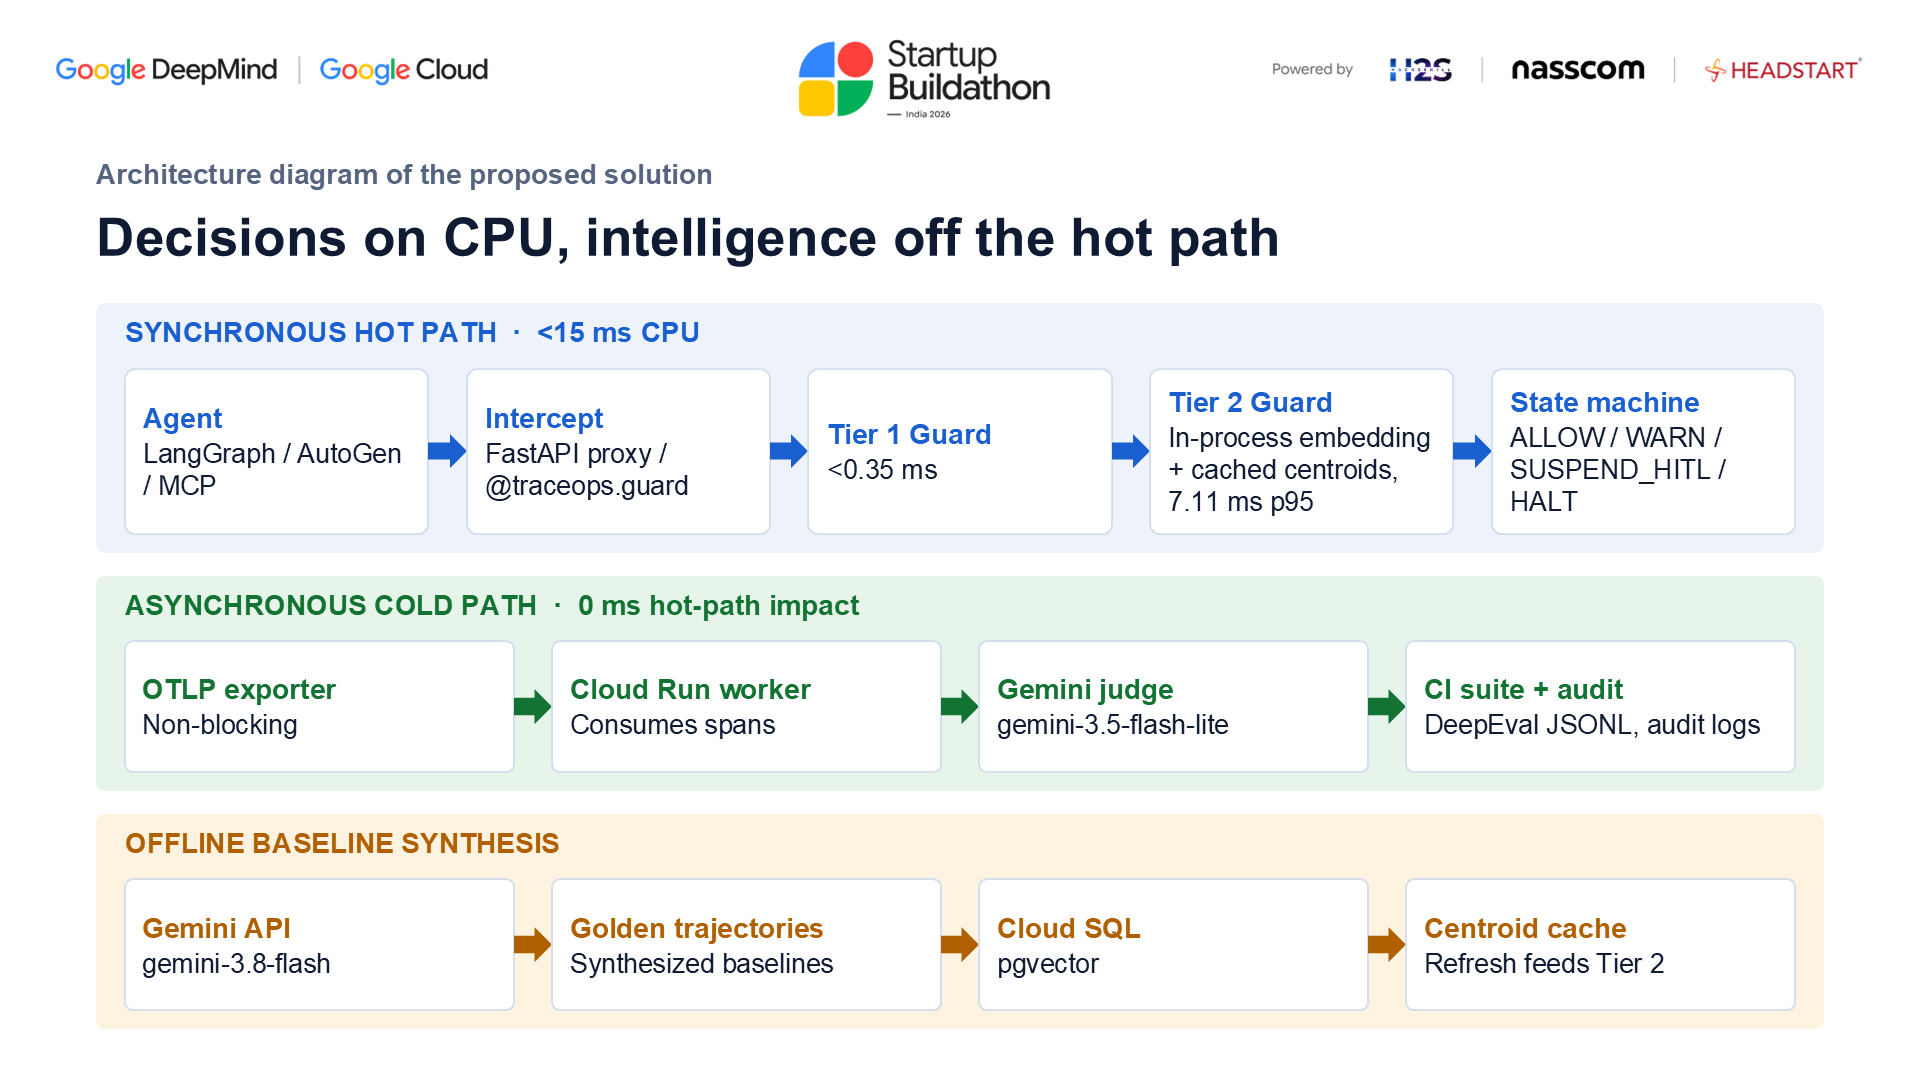 Google DeepMind | Google Cloud
Startup
Buildathon
— India 2026
Powered by
H2S
nasscom
HEADSTART
Architecture diagram of the proposed solution
Decisions on CPU, intelligence off the hot path
SYNCHRONOUS HOT PATH · <15 ms CPU
Agent
LangGraph / AutoGen
/ MCP
Intercept
FastAPI proxy /
@traceops.guard
Tier 1 Guard
<0.35 ms
Tier 2 Guard
In-process embedding
+ cached centroids,
7.11 ms p95
State machine
ALLOW / WARN /
SUSPEND_HITL /
HALT
ASYNCHRONOUS COLD PATH · 0 ms hot-path impact
OTLP exporter
Non-blocking
Cloud Run worker
Consumes spans
Gemini judge
gemini-3.5-flash-lite
CI suite + audit
DeepEval JSONL, audit logs
OFFLINE BASELINE SYNTHESIS
Gemini API
gemini-3.8-flash
Golden trajectories
Synthesized baselines
Cloud SQL
pgvector
Centroid cache
Refresh feeds Tier 2